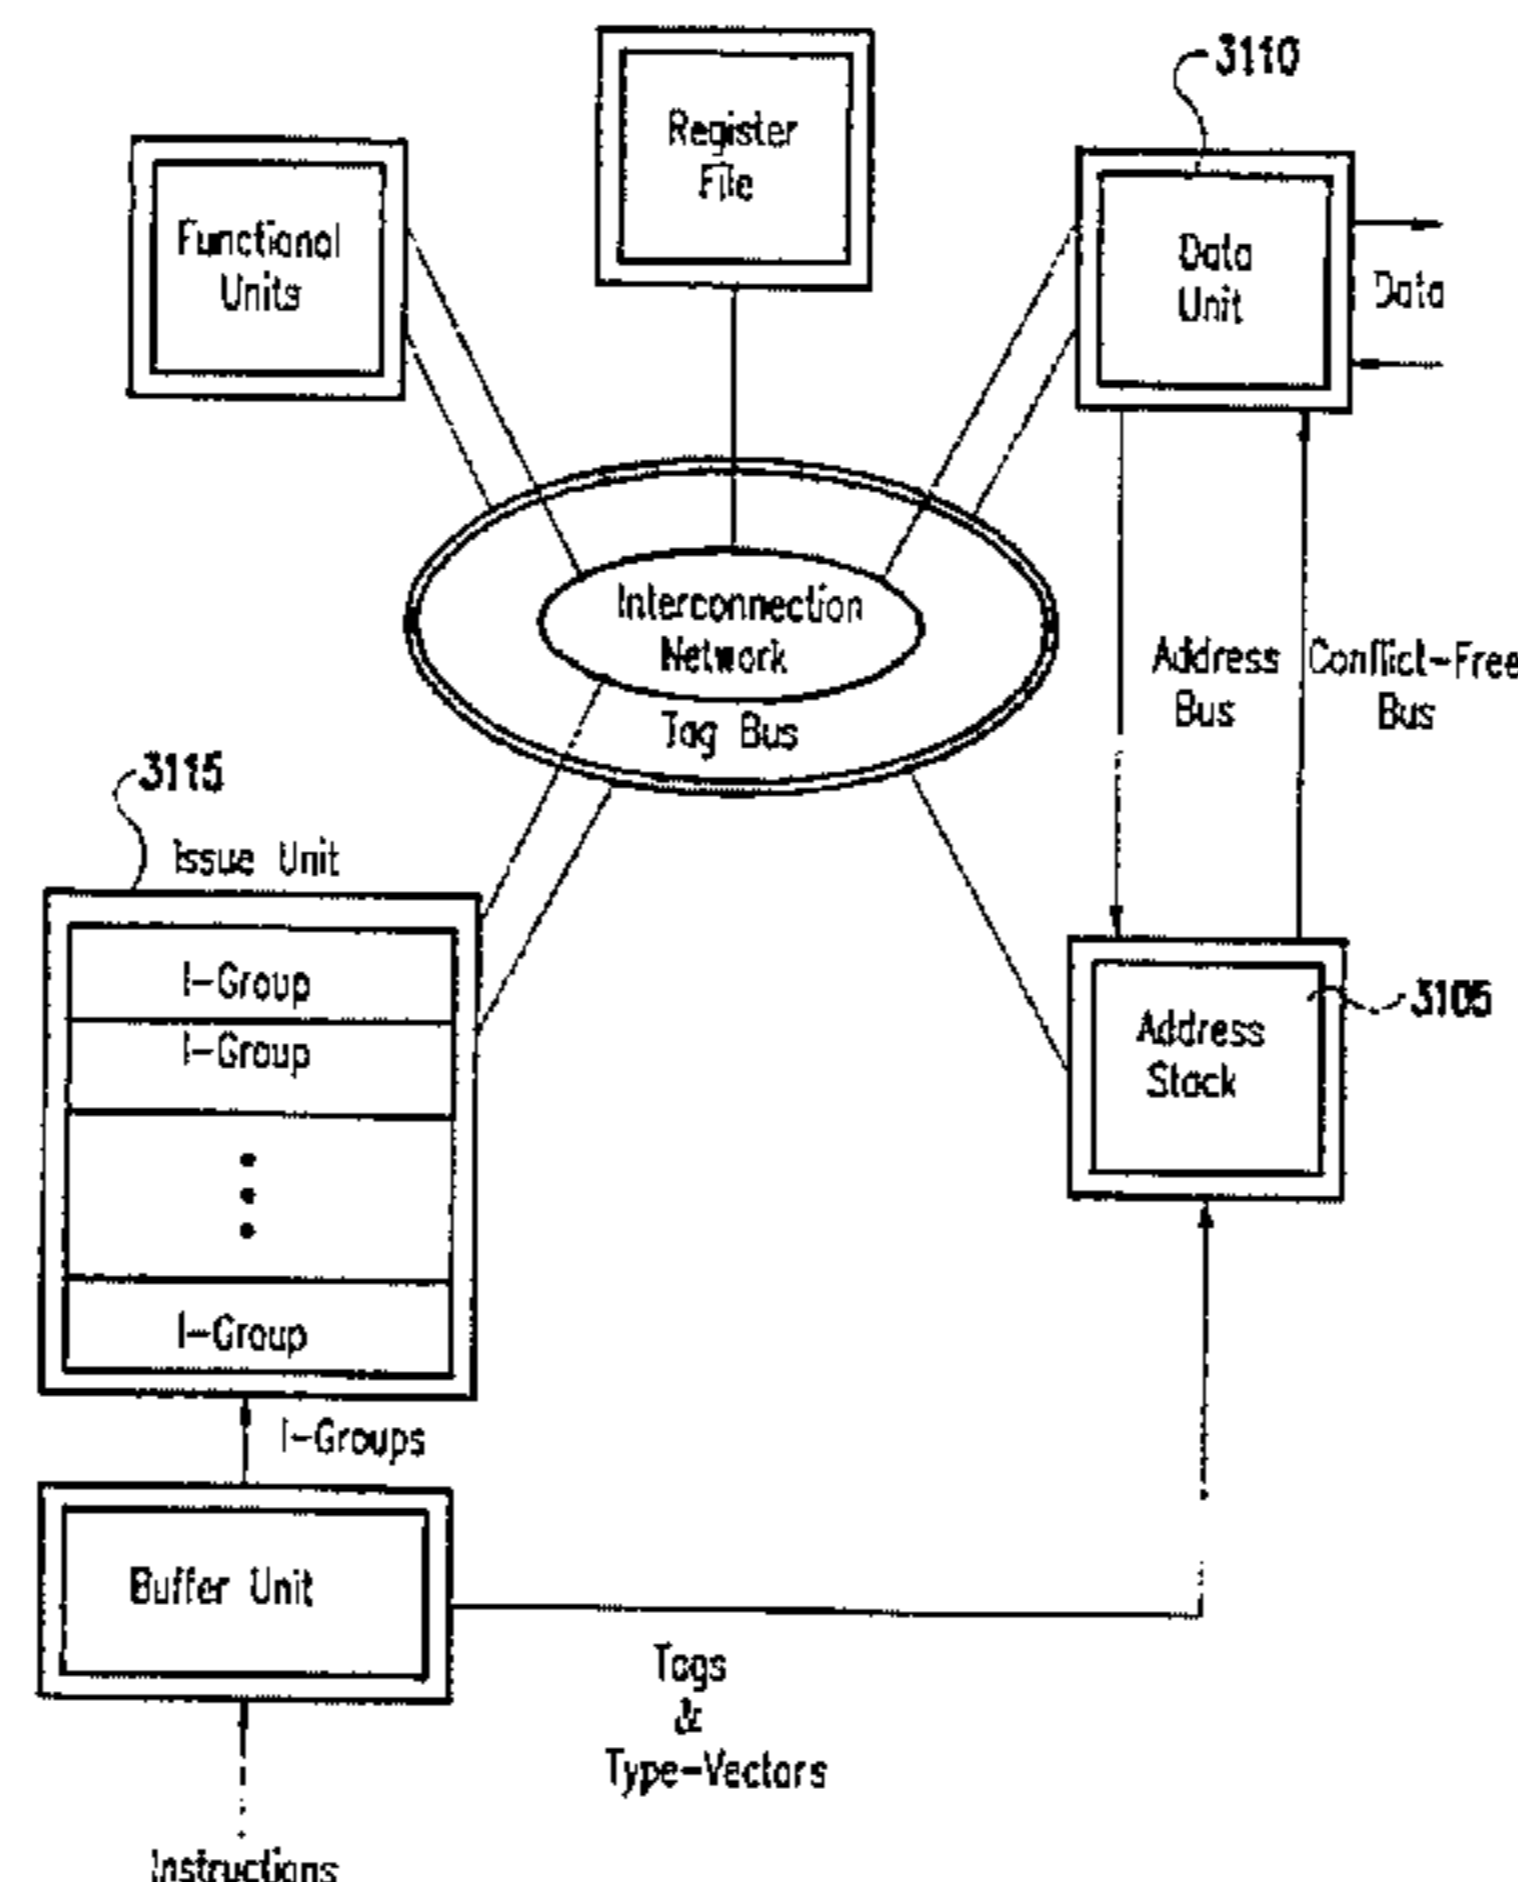 3110
Register
File
Functional
Units
Data
Unit
Data
Interconnection
Network
Tag Bus
Address
Bus
Conflict-Free
Bus
3115
Issue Unit
I-Group
I-Group
I-Group
3105
Address
Stack
I-Groups
Buffer Unit
Tags
&
Type-Vectors
Instructions